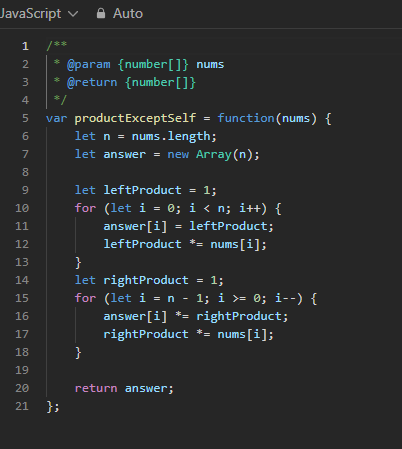 JavaScript Auto
1 /**
2 * @param {number[]} nums
3 * @return {number[]}
4 */
5 var productExceptSelf = function(nums) {
6 let n = nums.length;
7 let answer = new Array(n);
8
9 let leftProduct = 1;
10 for (let i = 0; i < n; i++) {
11 answer[i] = leftProduct;
12 leftProduct *= nums[i];
13 }
14 let rightProduct = 1;
15 for (let i = n - 1; i >= 0; i--) {
16 answer[i] *= rightProduct;
17 rightProduct *= nums[i];
18 }
19
20 return answer;
21 };